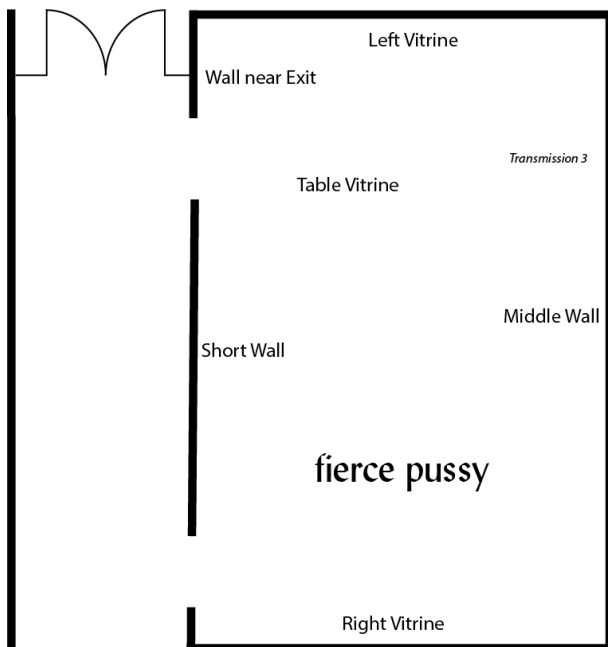 Left Vitrine
Wall near Exit
Transmission 3
Table Vitrine
Middle Wall
Short Wall
fierce pussy
Right Vitrine